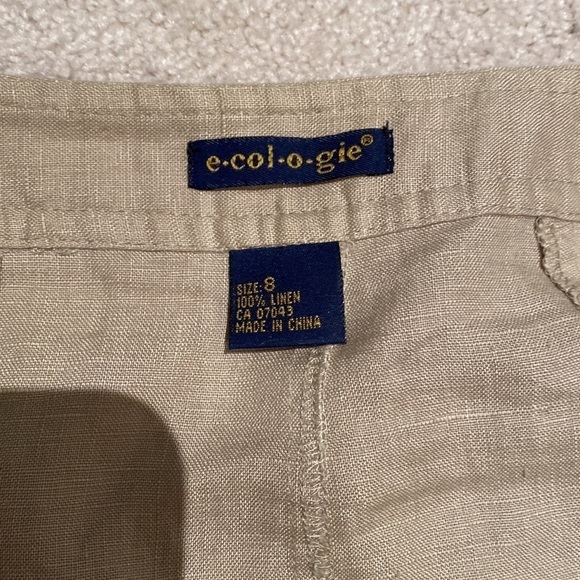 e·col·o·gie®
SIZE: 8
100% LINEN
CA 07043
MADE IN CHINA